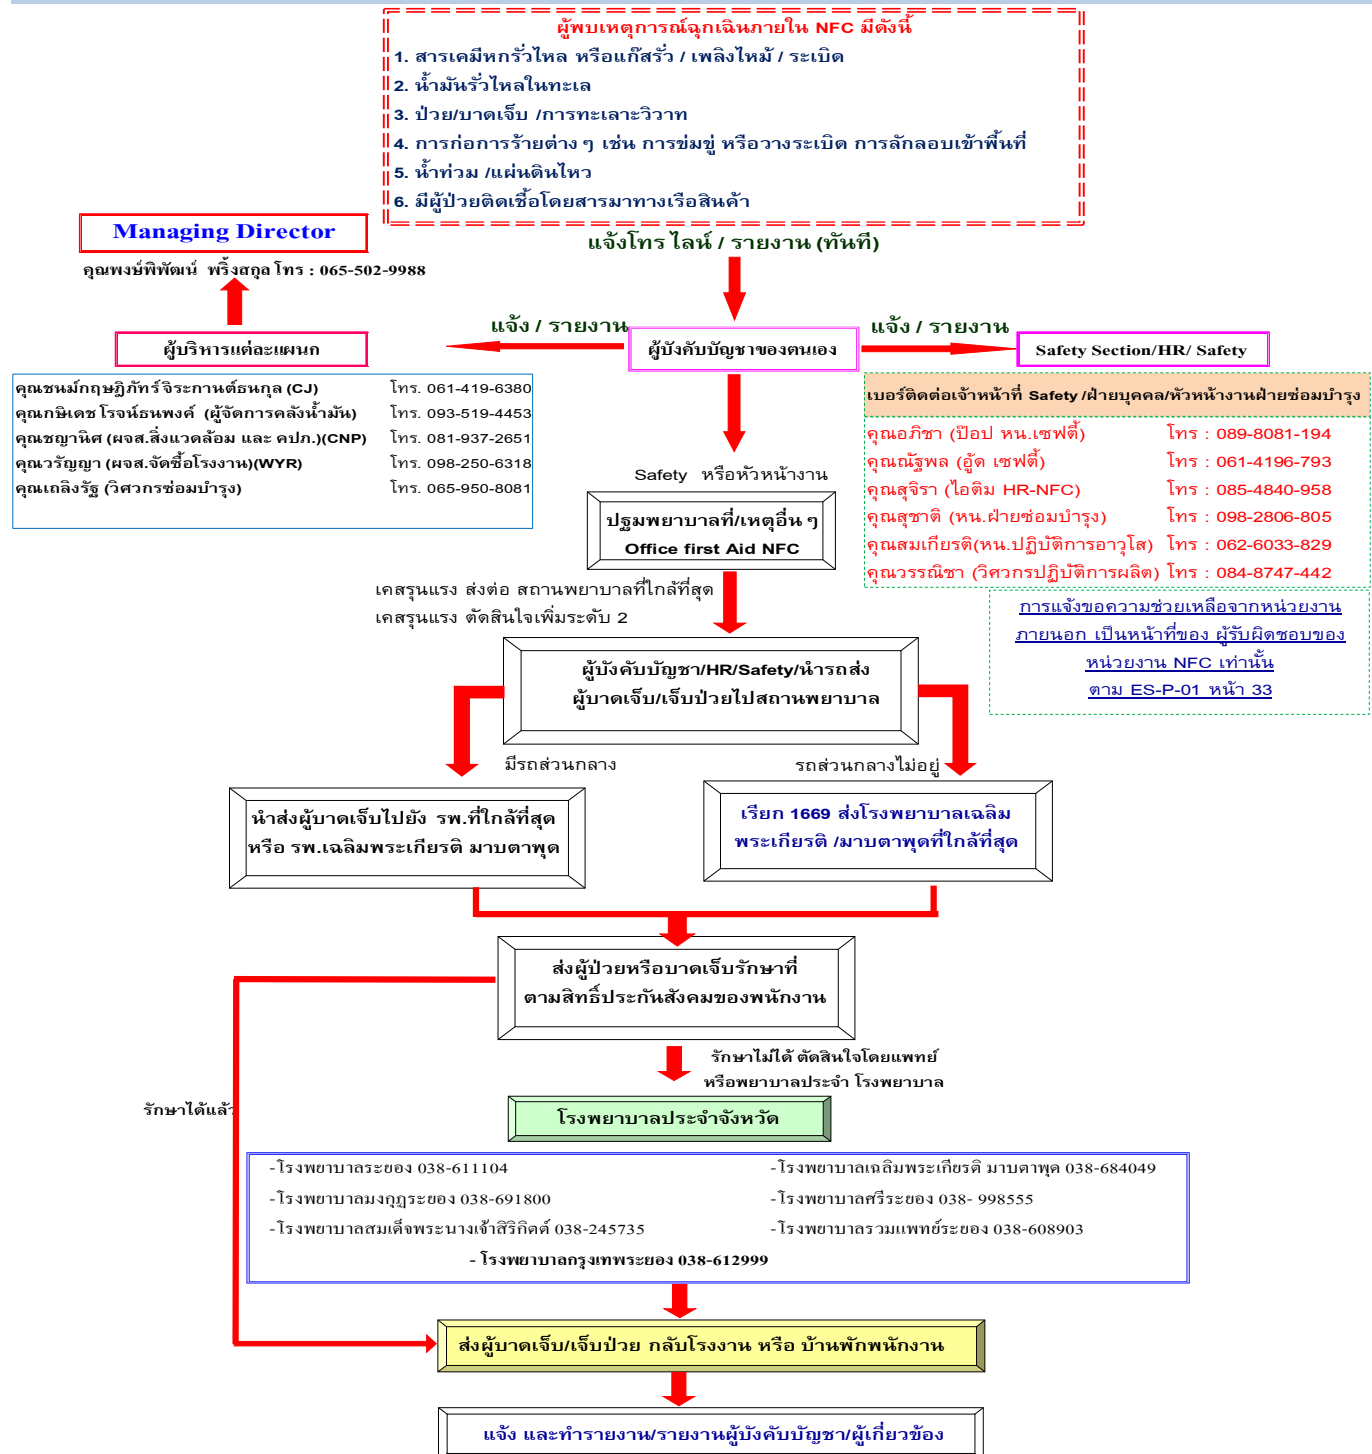 ผู้พบเหตุการณ์ฉุกเฉินภายใน NFC มีดังนี้
1. สารเคมีหกรั่วไหล หรือแก๊สรั่ว / เพลิงไหม้ / ระเบิด
2. น้ำมันรั่วไหลในทะเล
3. ป่วย/บาดเจ็บ /การทะเลาะวิวาท
4. การก่อการร้ายต่าง ๆ เช่น การข่มขู่ หรือวางระเบิด การลักลอบเข้าพื้นที่
5. น้ำท่วม /แผ่นดินไหว
6. มีผู้ป่วยติดเชื้อโดยสารมาทางเรือสินค้า
แจ้งโทร ไลน์ / รายงาน (ทันที)
Managing Director
คุณพงษ์พิพัฒน์ พริ้งสกุล โทร : 065-502-9988
แจ้ง / รายงาน
แจ้ง / รายงาน
ผู้บริหารแต่ละแผนก
ผู้บังคับบัญชาของตนเอง
Safety Section/HR/ Safety
คุณชนม์กฤษฎิภัทร์ จิระกานต์ธนกุล (CJ) โทร. 061-419-6380
คุณกษิเดช โรจน์ธนพงค์ (ผู้จัดการคลังน้ำมัน) โทร. 093-519-4453
คุณชญานิศ (ผจส.สิ่งแวดล้อม และ คปภ.)(CNP) โทร. 081-937-2651
คุณวรัญญา (ผจส.จัดซื้อโรงงาน)(WYR) โทร. 098-250-6318
คุณเถลิงรัฐ (วิศวกรซ่อมบำรุง) โทร. 065-950-8081
เบอร์ติดต่อเจ้าหน้าที่ Safety /ฝ่ายบุคคล/หัวหน้างานฝ่ายซ่อมบำรุง
คุณอภิชา (ป๊อป หน.เซฟตี้) โทร : 089-8081-194
คุณณัฐพล (อู้ด เซฟตี้) โทร : 061-4196-793
คุณสุจิรา (ไอติม HR-NFC) โทร : 085-4840-958
คุณสุชาติ (หน.ฝ่ายซ่อมบำรุง) โทร : 098-2806-805
คุณสมเกียรติ(หน.ปฏิบัติการอาวุโส) โทร : 062-6033-829
คุณวรรณิชา (วิศวกรปฏิบัติการผลิต) โทร : 084-8747-442
Safety หรือหัวหน้างาน
ปฐมพยาบาลที่/เหตุอื่น ๆ
Office first Aid NFC
เคสรุนแรง ส่งต่อ สถานพยาบาลที่ใกล้ที่สุด
เคสรุนแรง ตัดสินใจเพิ่มระดับ 2
การแจ้งขอความช่วยเหลือจากหน่วยงาน
ภายนอก เป็นหน้าที่ของ ผู้รับผิดชอบของ
หน่วยงาน NFC เท่านั้น
ตาม ES-P-01 หน้า 33
ผู้บังคับบัญชา/HR/Safety/นำรถส่ง
ผู้บาดเจ็บ/เจ็บป่วยไปสถานพยาบาล
มีรถส่วนกลาง
รถส่วนกลางไม่อยู่
นำส่งผู้บาดเจ็บไปยัง รพ.ที่ใกล้ที่สุด
หรือ รพ.เฉลิมพระเกียรติ มาบตาพุด
เรียก 1669 ส่งโรงพยาบาลเฉลิม
พระเกียรติ /มาบตาพุดที่ใกล้ที่สุด
ส่งผู้ป่วยหรือบาดเจ็บรักษาที่
ตามสิทธิ์ประกันสังคมของพนักงาน
รักษาไม่ได้ ตัดสินใจโดยแพทย์
หรือพยาบาลประจำ โรงพยาบาล
รักษาได้แล้ว
โรงพยาบาลประจำจังหวัด
-โรงพยาบาลระยอง 038-611104
-โรงพยาบาลเฉลิมพระเกียรติ มาบตาพุด 038-684049
-โรงพยาบาลมงกุฎระยอง 038-691800
-โรงพยาบาลศรีระยอง 038- 998555
-โรงพยาบาลสมเด็จพระนางเจ้าสิริกิตต์ 038-245735
-โรงพยาบาลรวมแพทย์ระยอง 038-608903
- โรงพยาบาลกรุงเทพระยอง 038-612999
ส่งผู้บาดเจ็บ/เจ็บป่วย กลับโรงงาน หรือ บ้านพักพนักงาน
แจ้ง และทำรายงาน/รายงานผู้บังคับบัญชา/ผู้เกี่ยวข้อง